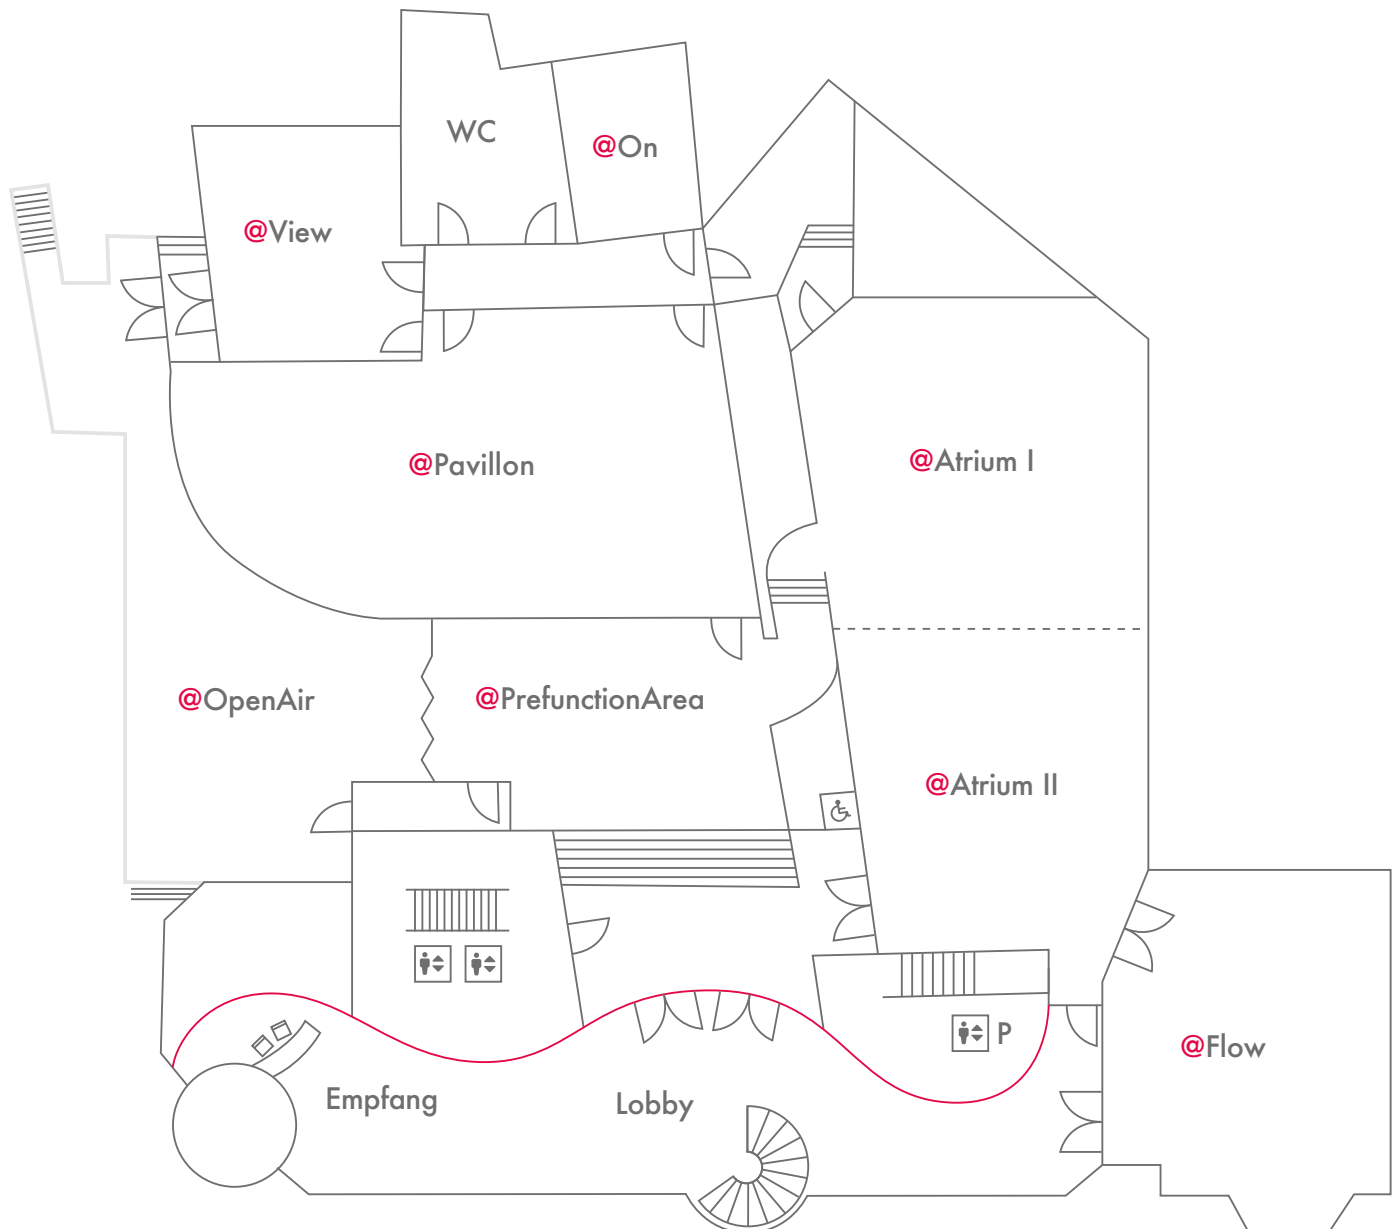 WC
@On
@View
@Pavillon
@Atrium I
@OpenAir
@PrefunctionArea
@Atrium II
P
@Flow
Empfang
Lobby